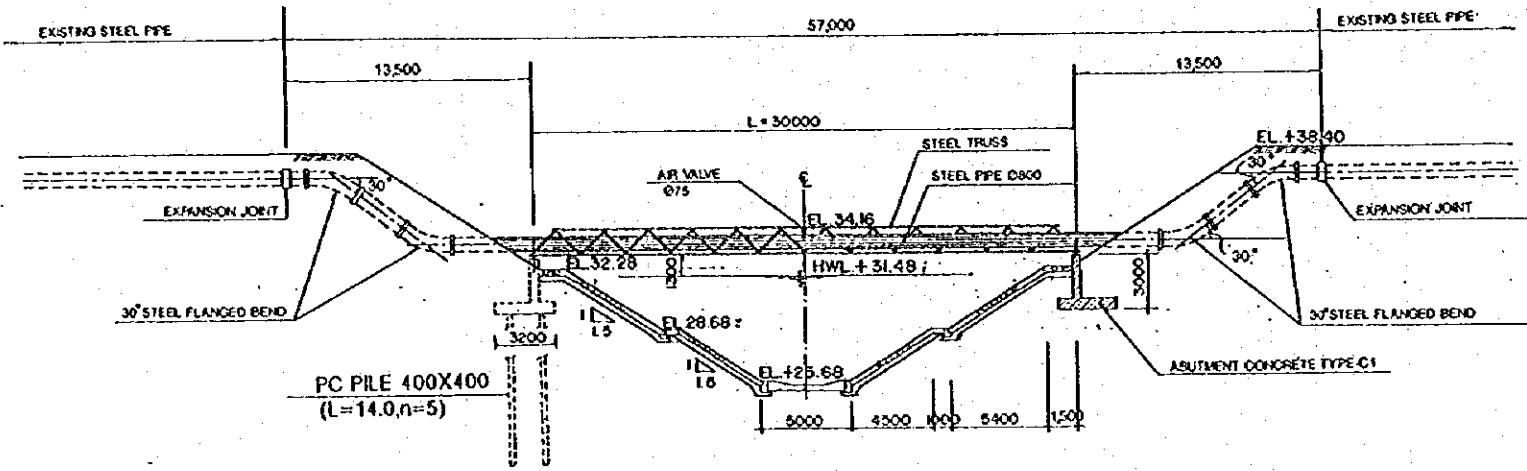 EXISTING STEEL PIPE
57,000
EXISTING STEEL PIPE
13,500
13,500
L=30000
STEEL TRUSS
EL.+38.40
AIR VALVE
Ø75
STEEL PIPE D800
30°
30°
EXPANSION JOINT
EXPANSION JOINT
EL. 34.16
EL.32.28
HWL.+31.48
30°
3000
30° STEEL FLANGED BEND
30° STEEL FLANGED BEND
1
1.5
EL.28.68
3200
1
EL.+25.68
ABUTMENT CONCRETE TYPE-C1
PC PILE 400X400
(L=14.0,n=5)
5000
4500
1000
5400
1,500